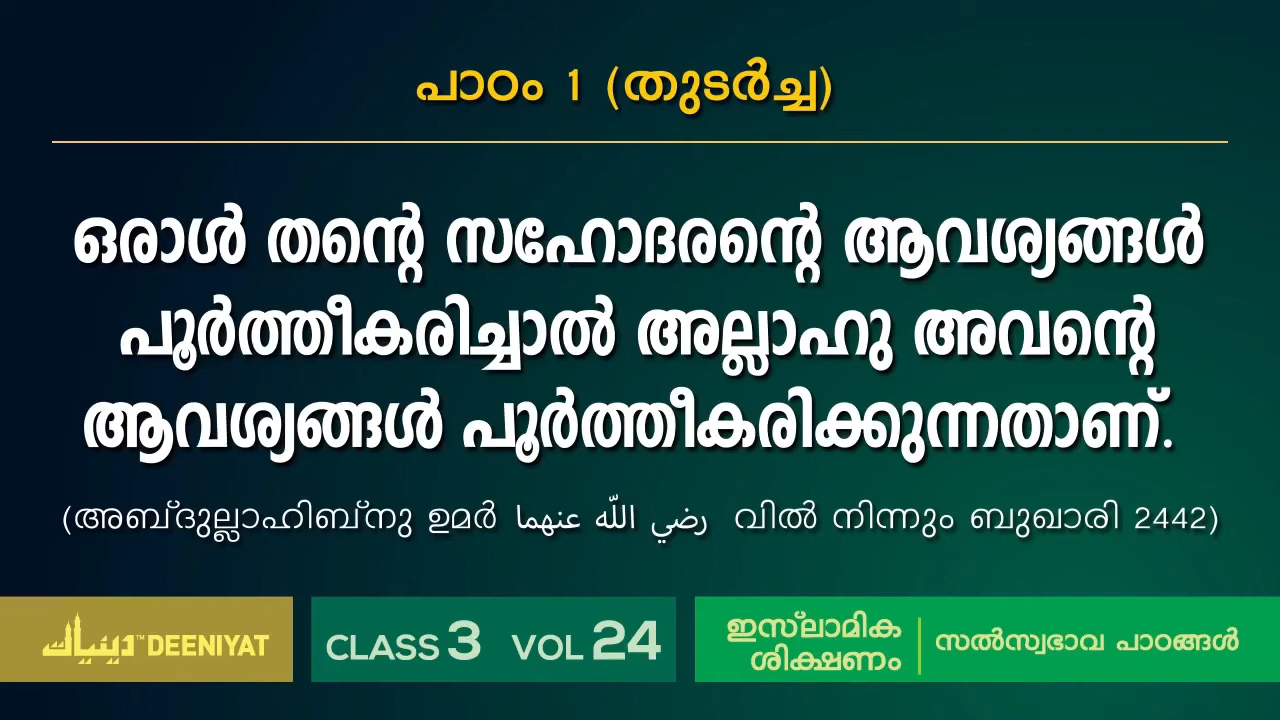 പാഠം 1 (തുടർച്ച)
ഒരാൾ തന്റെ സഹോദരന്റെ ആവശ്യങ്ങൾ
പൂർത്തീകരിച്ചാൽ അല്ലാഹു അവന്റെ
ആവശ്യങ്ങൾ പൂർത്തീകരിക്കുന്നതാണ്.
(അബ്ദുല്ലാഹിബ്നു ഉമർ رضي الله عنهما വിൽ നിന്നും ബുഖാരി 2442)
دينيات™ DEENIYAT
CLASS 3 VOL 24
ഇസ്‌ലാമിക
ശിക്ഷണം
സൽസ്വഭാവ പാഠങ്ങൾ